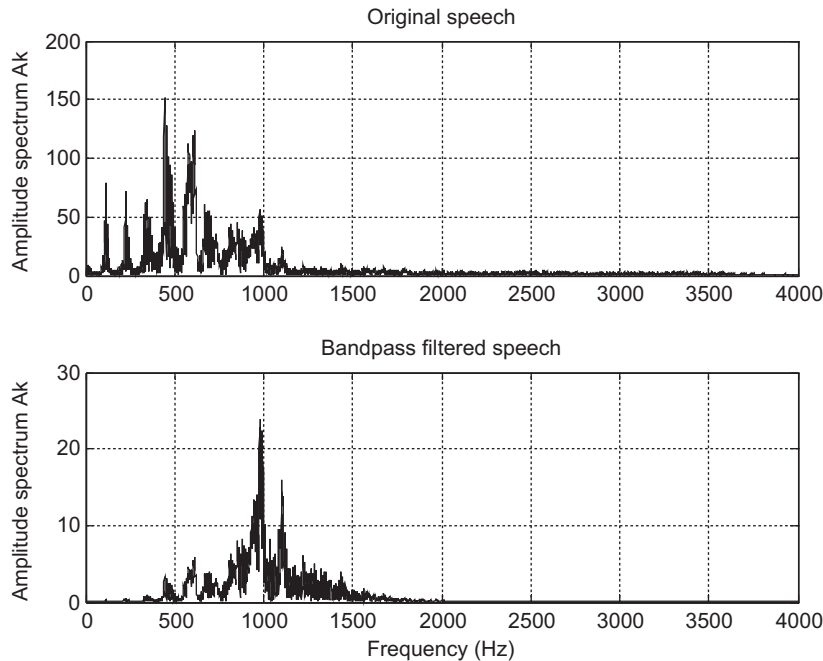 Original speech
Amplitude spectrum Ak
200
150
100
50
0
0 500 1000 1500 2000 2500 3000 3500 4000
Bandpass filtered speech
Amplitude spectrum Ak
30
20
10
0
0 500 1000 1500 2000 2500 3000 3500 4000
Frequency (Hz)